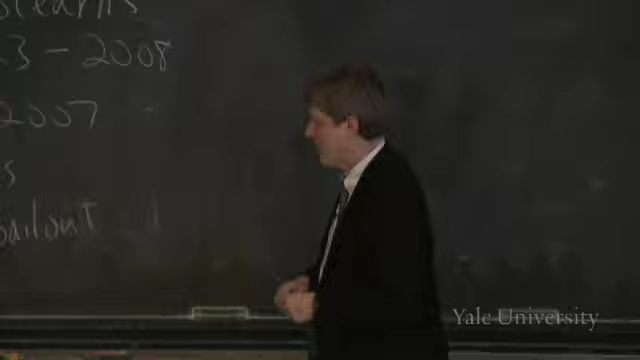 Stearns
3 - 2008
2007 -
s
bailout
Yale University